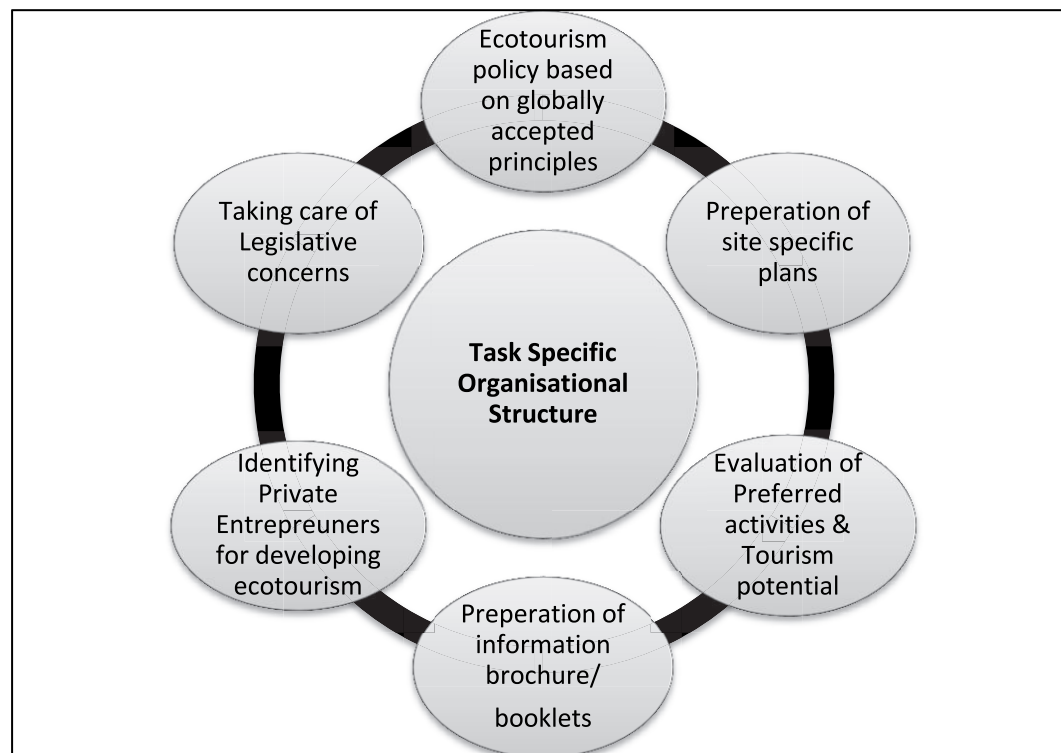 Ecotourism
policy based
on globally
accepted
principles
Preperation of
site specific
plans
Evaluation of
Preferred
activities &
Tourism
potential
Preperation of
information
brochure/
booklets
Identifying
Private
Entrepreuners
for developing
ecotourism
Taking care of
Legislative
concerns
Task Specific
Organisational
Structure